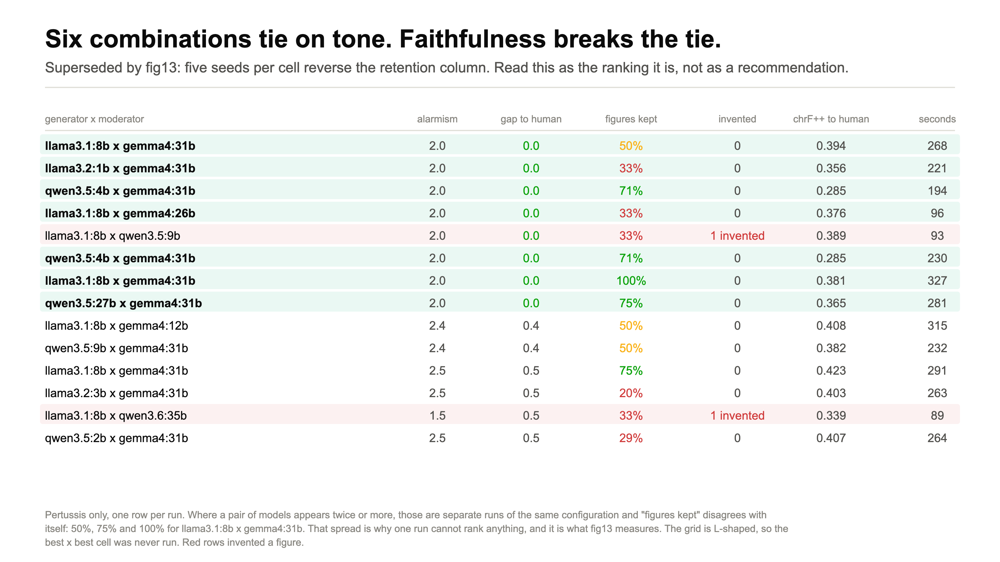 Six combinations tie on tone. Faithfulness breaks the tie.
Superseded by fig13: five seeds per cell reverse the retention column. Read this as the ranking it is, not as a recommendation.
generator x moderator alarmism gap to human figures kept invented chrF++ to human seconds
llama3.1:8b x gemma4:31b 2.0 0.0 50% 0 0.394 268
llama3.2:1b x gemma4:31b 2.0 0.0 33% 0 0.356 221
qwen3.5:4b x gemma4:31b 2.0 0.0 71% 0 0.285 194
llama3.1:8b x gemma4:26b 2.0 0.0 33% 0 0.376 96
llama3.1:8b x qwen3.5:9b 2.0 0.0 33% 1 invented 0.389 93
qwen3.5:4b x gemma4:31b 2.0 0.0 71% 0 0.285 230
llama3.1:8b x gemma4:31b 2.0 0.0 100% 0 0.381 327
qwen3.5:27b x gemma4:31b 2.0 0.0 75% 0 0.365 281
llama3.1:8b x gemma4:12b 2.4 0.4 50% 0 0.408 315
qwen3.5:9b x gemma4:31b 2.4 0.4 50% 0 0.382 232
llama3.1:8b x gemma4:31b 2.5 0.5 75% 0 0.423 291
llama3.2:3b x gemma4:31b 2.5 0.5 20% 0 0.403 263
llama3.1:8b x qwen3.6:35b 1.5 0.5 33% 1 invented 0.339 89
qwen3.5:2b x gemma4:31b 2.5 0.5 29% 0 0.407 264
Pertussis only, one row per run. Where a pair of models appears twice or more, those are separate runs of the same configuration and "figures kept" disagrees with
itself: 50%, 75% and 100% for llama3.1:8b x gemma4:31b. That spread is why one run cannot rank anything, and it is what fig13 measures. The grid is L-shaped, so the
best x best cell was never run. Red rows invented a figure.